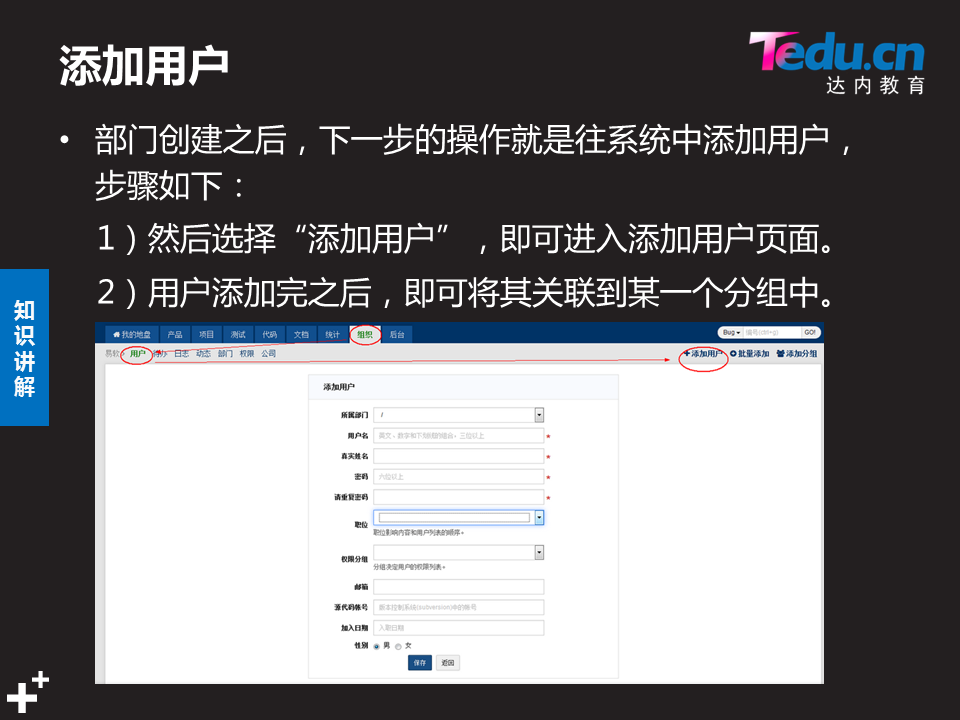 添加用户
Tedu.cn
达内教育
• 部门创建之后，下一步的操作就是往系统中添加用户，
步骤如下：
1）然后选择“添加用户”，即可进入添加用户页面。
2）用户添加完之后，即可将其关联到某一个分组中。
知识讲解
我的地盘 产品 项目 测试 代码 文档 统计 组织 后台 Bug 编号(ctrl+g) GO!
用户 日志 动态 部门 权限 公司 添加用户 批量添加 添加分组
添加用户
所属部门 /
用户名 英文、数字和下划线的组合，三位以上 *
真实姓名 *
密码 六位以上 *
请重复密码 *
职位
职位影响内容和用户列表的顺序。
权限分组
分组决定用户的权限列表。
邮箱
源代码帐号 版本控制系统(subversion)中的帐号
加入日期 入职日期
性别 男 女
保存 返回